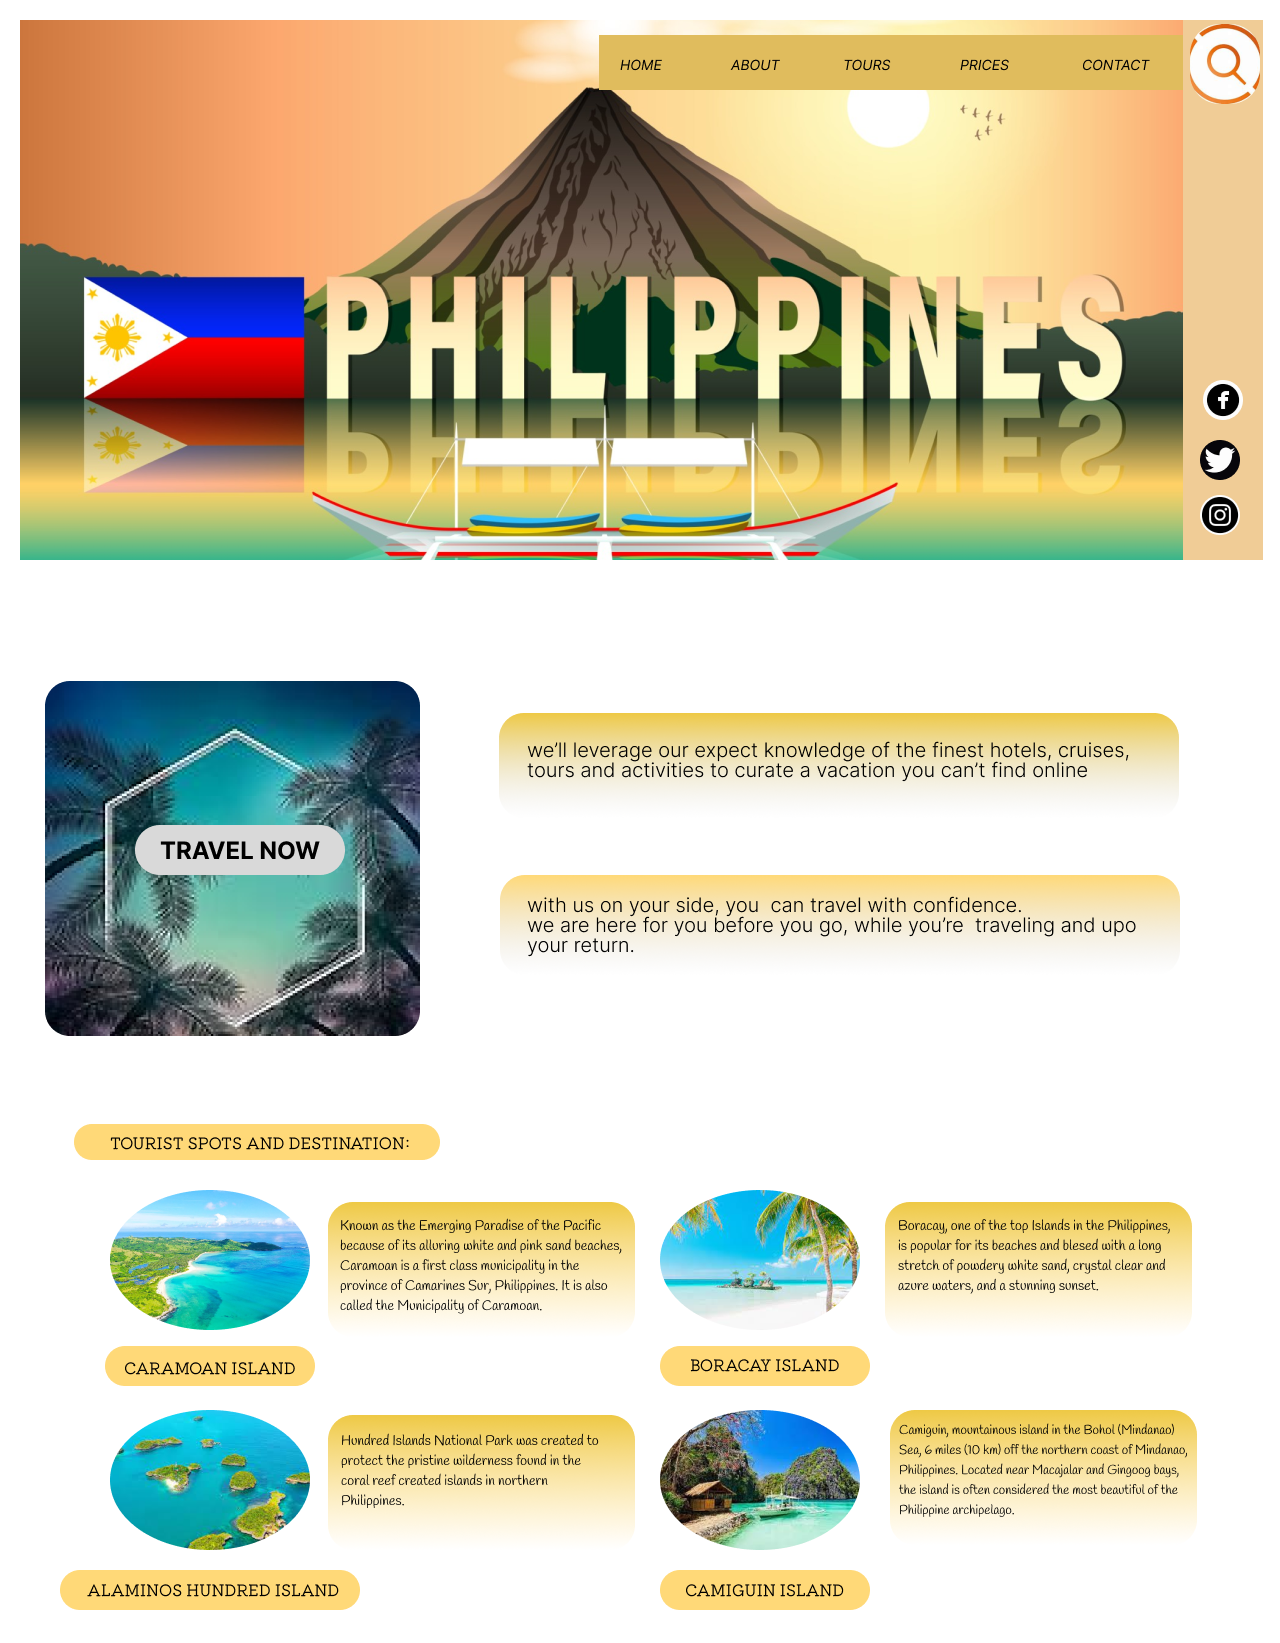 HOME ABOUT TOURS PRICES CONTACT
PHILIPPINES
we’ll leverage our expect knowledge of the finest hotels, cruises,
tours and activities to curate a vacation you can’t find online
TRAVEL NOW
with us on your side, you  can travel with confidence.
we are here for you before you go, while you’re  traveling and upo
your return.
TOURIST SPOTS AND DESTINATION:
Known as the Emerging Paradise of the Pacific
because of its alluring white and pink sand beaches,
Caramoan is a first class municipality in the
province of Camarines Sur, Philippines. It is also
called the Municipality of Caramoan.
Boracay, one of the top Islands in the Philippines,
is popular for its beaches and blesed with a long
stretch of powdery white sand, crystal clear and
azure waters, and a stunning sunset.
CARAMOAN ISLAND
BORACAY ISLAND
Hundred Islands National Park was created to
protect the pristine wilderness found in the
coral reef created islands in northern
Philippines.
Camiguin, mountainous island in the Bohol (Mindanao)
Sea, 6 miles (10 km) off the northern coast of Mindanao,
Philippines. Located near Macajalar and Gingoog bays,
the island is often considered the most beautiful of the
Philippine archipelago.
ALAMINOS HUNDRED ISLAND
CAMIGUIN ISLAND